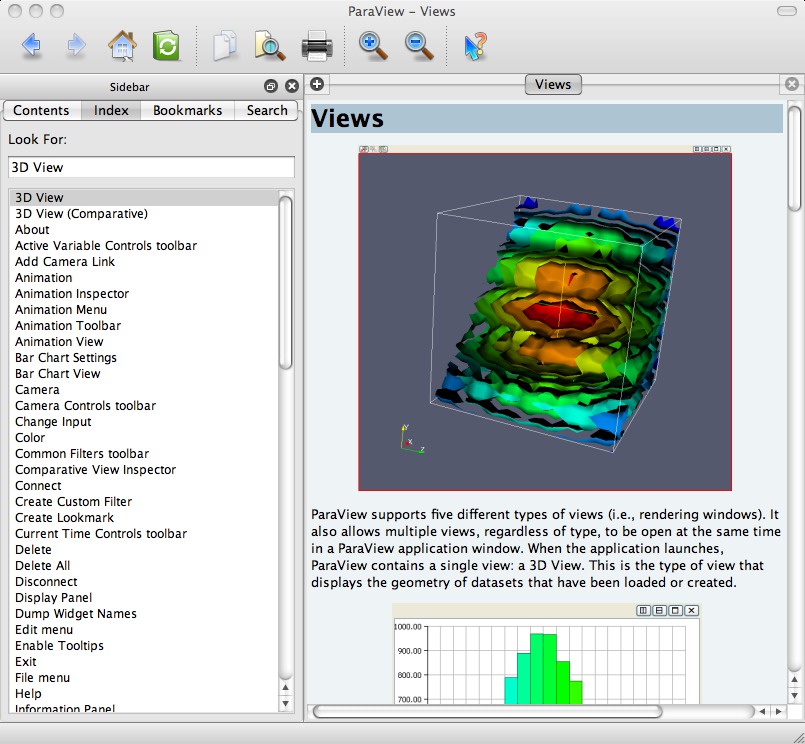 ParaView – Views
Sidebar
Contents Index Bookmarks Search
Look For:
3D View
3D View
3D View (Comparative)
About
Active Variable Controls toolbar
Add Camera Link
Animation
Animation Inspector
Animation Menu
Animation Toolbar
Animation View
Bar Chart Settings
Bar Chart View
Camera
Camera Controls toolbar
Change Input
Color
Common Filters toolbar
Comparative View Inspector
Connect
Create Custom Filter
Create Lookmark
Current Time Controls toolbar
Delete
Delete All
Disconnect
Display Panel
Dump Widget Names
Edit menu
Enable Tooltips
Exit
File menu
Help
Information Panel
Views
Views
Y
X
Z
ParaView supports five different types of views (i.e., rendering windows). It
also allows multiple views, regardless of type, to be open at the same time
in a ParaView application window. When the application launches,
ParaView contains a single view: a 3D View. This is the type of view that
displays the geometry of datasets that have been loaded or created.
1000.00
900.00
800.00
700.00